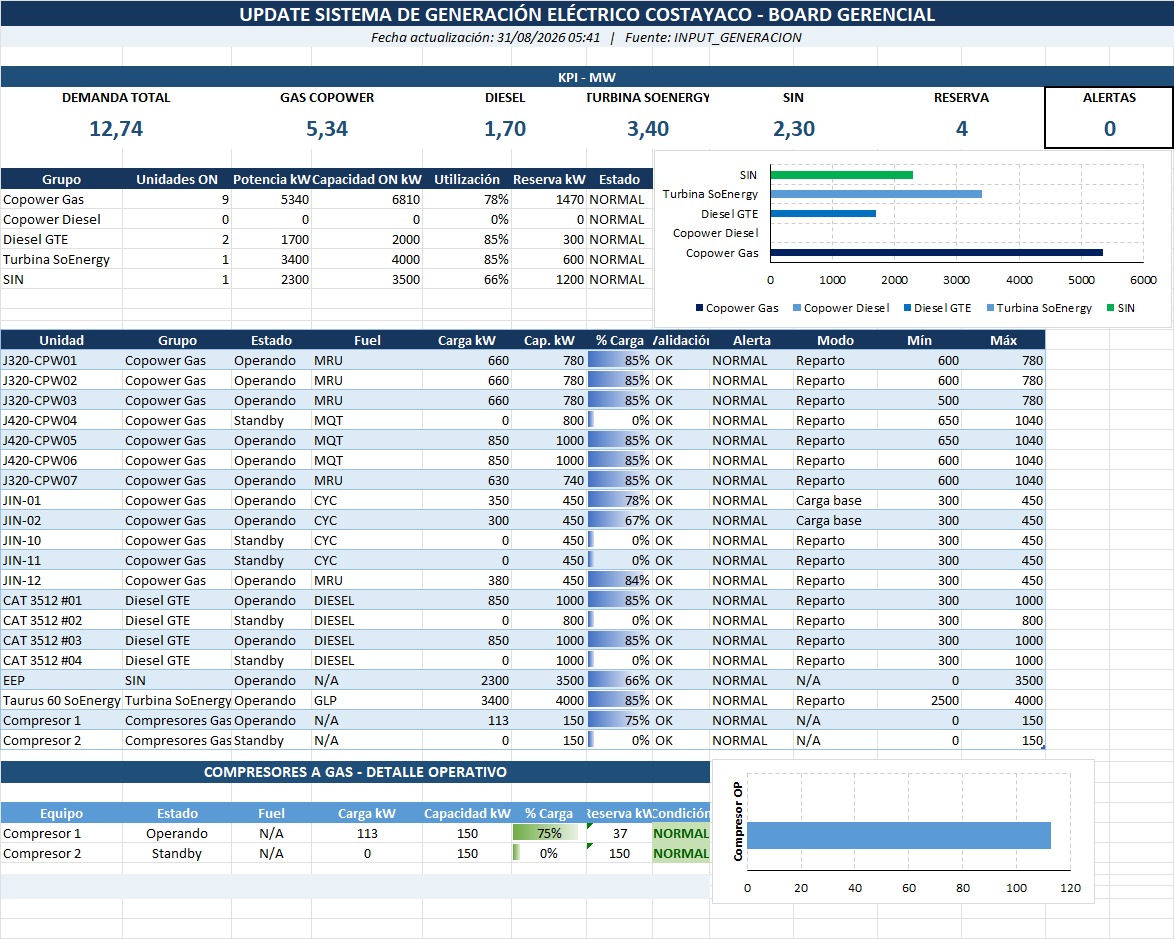 UPDATE SISTEMA DE GENERACIÓN ELÉCTRICO COSTAYACO - BOARD GERENCIAL
Fecha actualización: 31/08/2026 05:41 | Fuente: INPUT_GENERACION
KPI - MW
DEMANDA TOTAL GAS COPOWER DIESEL TURBINA SOENERGY SIN RESERVA ALERTAS
12,74 5,34 1,70 3,40 2,30 4 0
Grupo Unidades ON Potencia kW Capacidad ON kW Utilización Reserva kW Estado
Copower Gas 9 5340 6810 78% 1470 NORMAL
Copower Diesel 0 0 0 0% 0 NORMAL
Diesel GTE 2 1700 2000 85% 300 NORMAL
Turbina SoEnergy 1 3400 4000 85% 600 NORMAL
SIN 1 2300 3500 66% 1200 NORMAL
SIN
Turbina SoEnergy
Diesel GTE
Copower Diesel
Copower Gas
0 1000 2000 3000 4000 5000 6000
Copower Gas Copower Diesel Diesel GTE Turbina SoEnergy SIN
Unidad Grupo Estado Fuel Carga kW Cap. kW % Carga Validación Alerta Modo Mín Máx
J320-CPW01 Copower Gas Operando MRU 660 780 85% OK NORMAL Reparto 600 780
J320-CPW02 Copower Gas Operando MRU 660 780 85% OK NORMAL Reparto 600 780
J320-CPW03 Copower Gas Operando MRU 660 780 85% OK NORMAL Reparto 500 780
J420-CPW04 Copower Gas Standby MQT 0 800 0% OK NORMAL Reparto 650 1040
J420-CPW05 Copower Gas Operando MQT 850 1000 85% OK NORMAL Reparto 650 1040
J420-CPW06 Copower Gas Operando MQT 850 1000 85% OK NORMAL Reparto 600 1040
J320-CPW07 Copower Gas Operando MRU 630 740 85% OK NORMAL Reparto 600 1040
JIN-01 Copower Gas Operando CYC 350 450 78% OK NORMAL Carga base 300 450
JIN-02 Copower Gas Operando CYC 300 450 67% OK NORMAL Carga base 300 450
JIN-10 Copower Gas Standby CYC 0 450 0% OK NORMAL Reparto 300 450
JIN-11 Copower Gas Standby CYC 0 450 0% OK NORMAL Reparto 300 450
JIN-12 Copower Gas Operando MRU 380 450 84% OK NORMAL Reparto 300 450
CAT 3512 #01 Diesel GTE Operando DIESEL 850 1000 85% OK NORMAL Reparto 300 1000
CAT 3512 #02 Diesel GTE Standby DIESEL 0 800 0% OK NORMAL Reparto 300 800
CAT 3512 #03 Diesel GTE Operando DIESEL 850 1000 85% OK NORMAL Reparto 300 1000
CAT 3512 #04 Diesel GTE Standby DIESEL 0 1000 0% OK NORMAL Reparto 300 1000
EEP SIN Operando N/A 2300 3500 66% OK NORMAL N/A 0 3500
Taurus 60 SoEnergy Turbina SoEnergy Operando GLP 3400 4000 85% OK NORMAL Reparto 2500 4000
Compresor 1 Compresores Gas Operando N/A 113 150 75% OK NORMAL N/A 0 150
Compresor 2 Compresores Gas Standby N/A 0 150 0% OK NORMAL N/A 0 150
COMPRESORES A GAS - DETALLE OPERATIVO
Equipo Estado Fuel Carga kW Capacidad kW % Carga Reserva kW Condición
Compresor 1 Operando N/A 113 150 75% 37 NORMAL
Compresor 2 Standby N/A 0 150 0% 150 NORMAL
Compresor OP
0 20 40 60 80 100 120